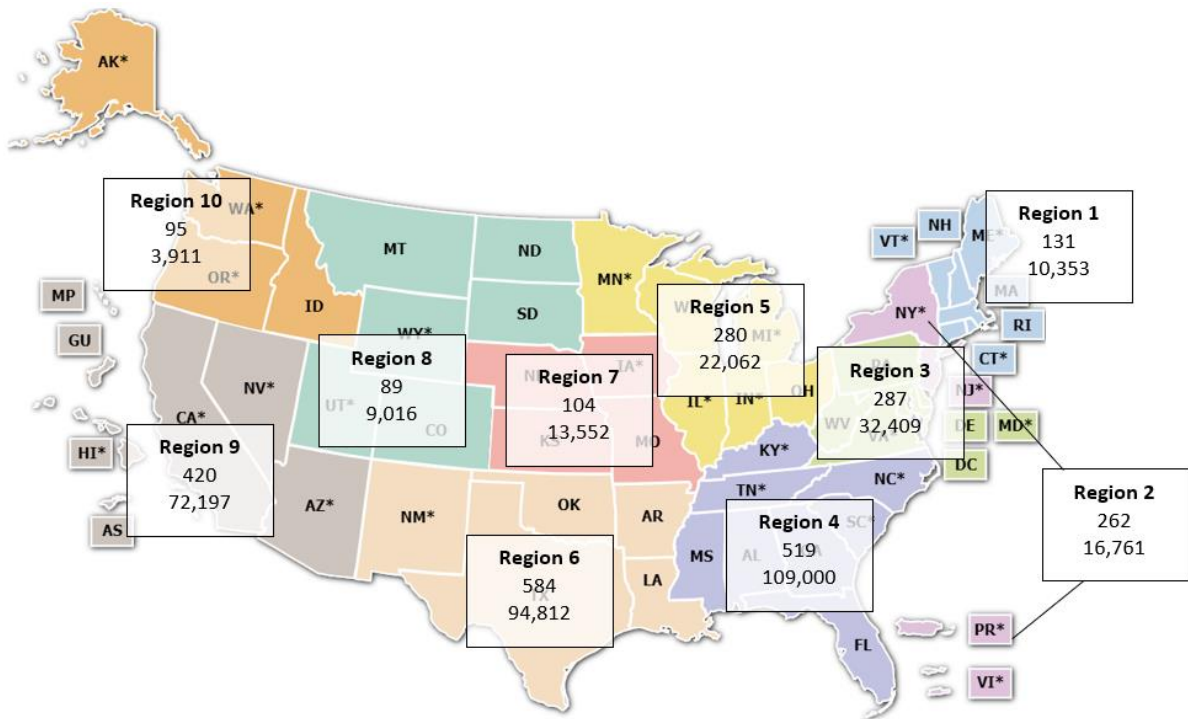 AK*
Region 10
95
3,911
WA*
OR*
ID
MT
ND
SD
WY*
MN*
Region 1
131
10,353
NH
VT*
ME*
MA
RI
CT*
NY*
NJ*
Region 5
280
22,062
MI*
IA*
IL*
IN*
OH
Region 3
287
32,409
PA
WV
VA*
DE
MD*
DC
Region 8
89
9,016
UT*
CO
Region 7
104
13,552
KS
MO
MP
GU
HI*
AS
NV*
CA*
Region 9
420
72,197
AZ*
NM*
OK
AR
LA
Region 6
584
94,812
TX
KY*
TN*
NC*
SC*
MS
AL
GA
Region 4
519
109,000
FL
Region 2
262
16,761
PR*
VI*